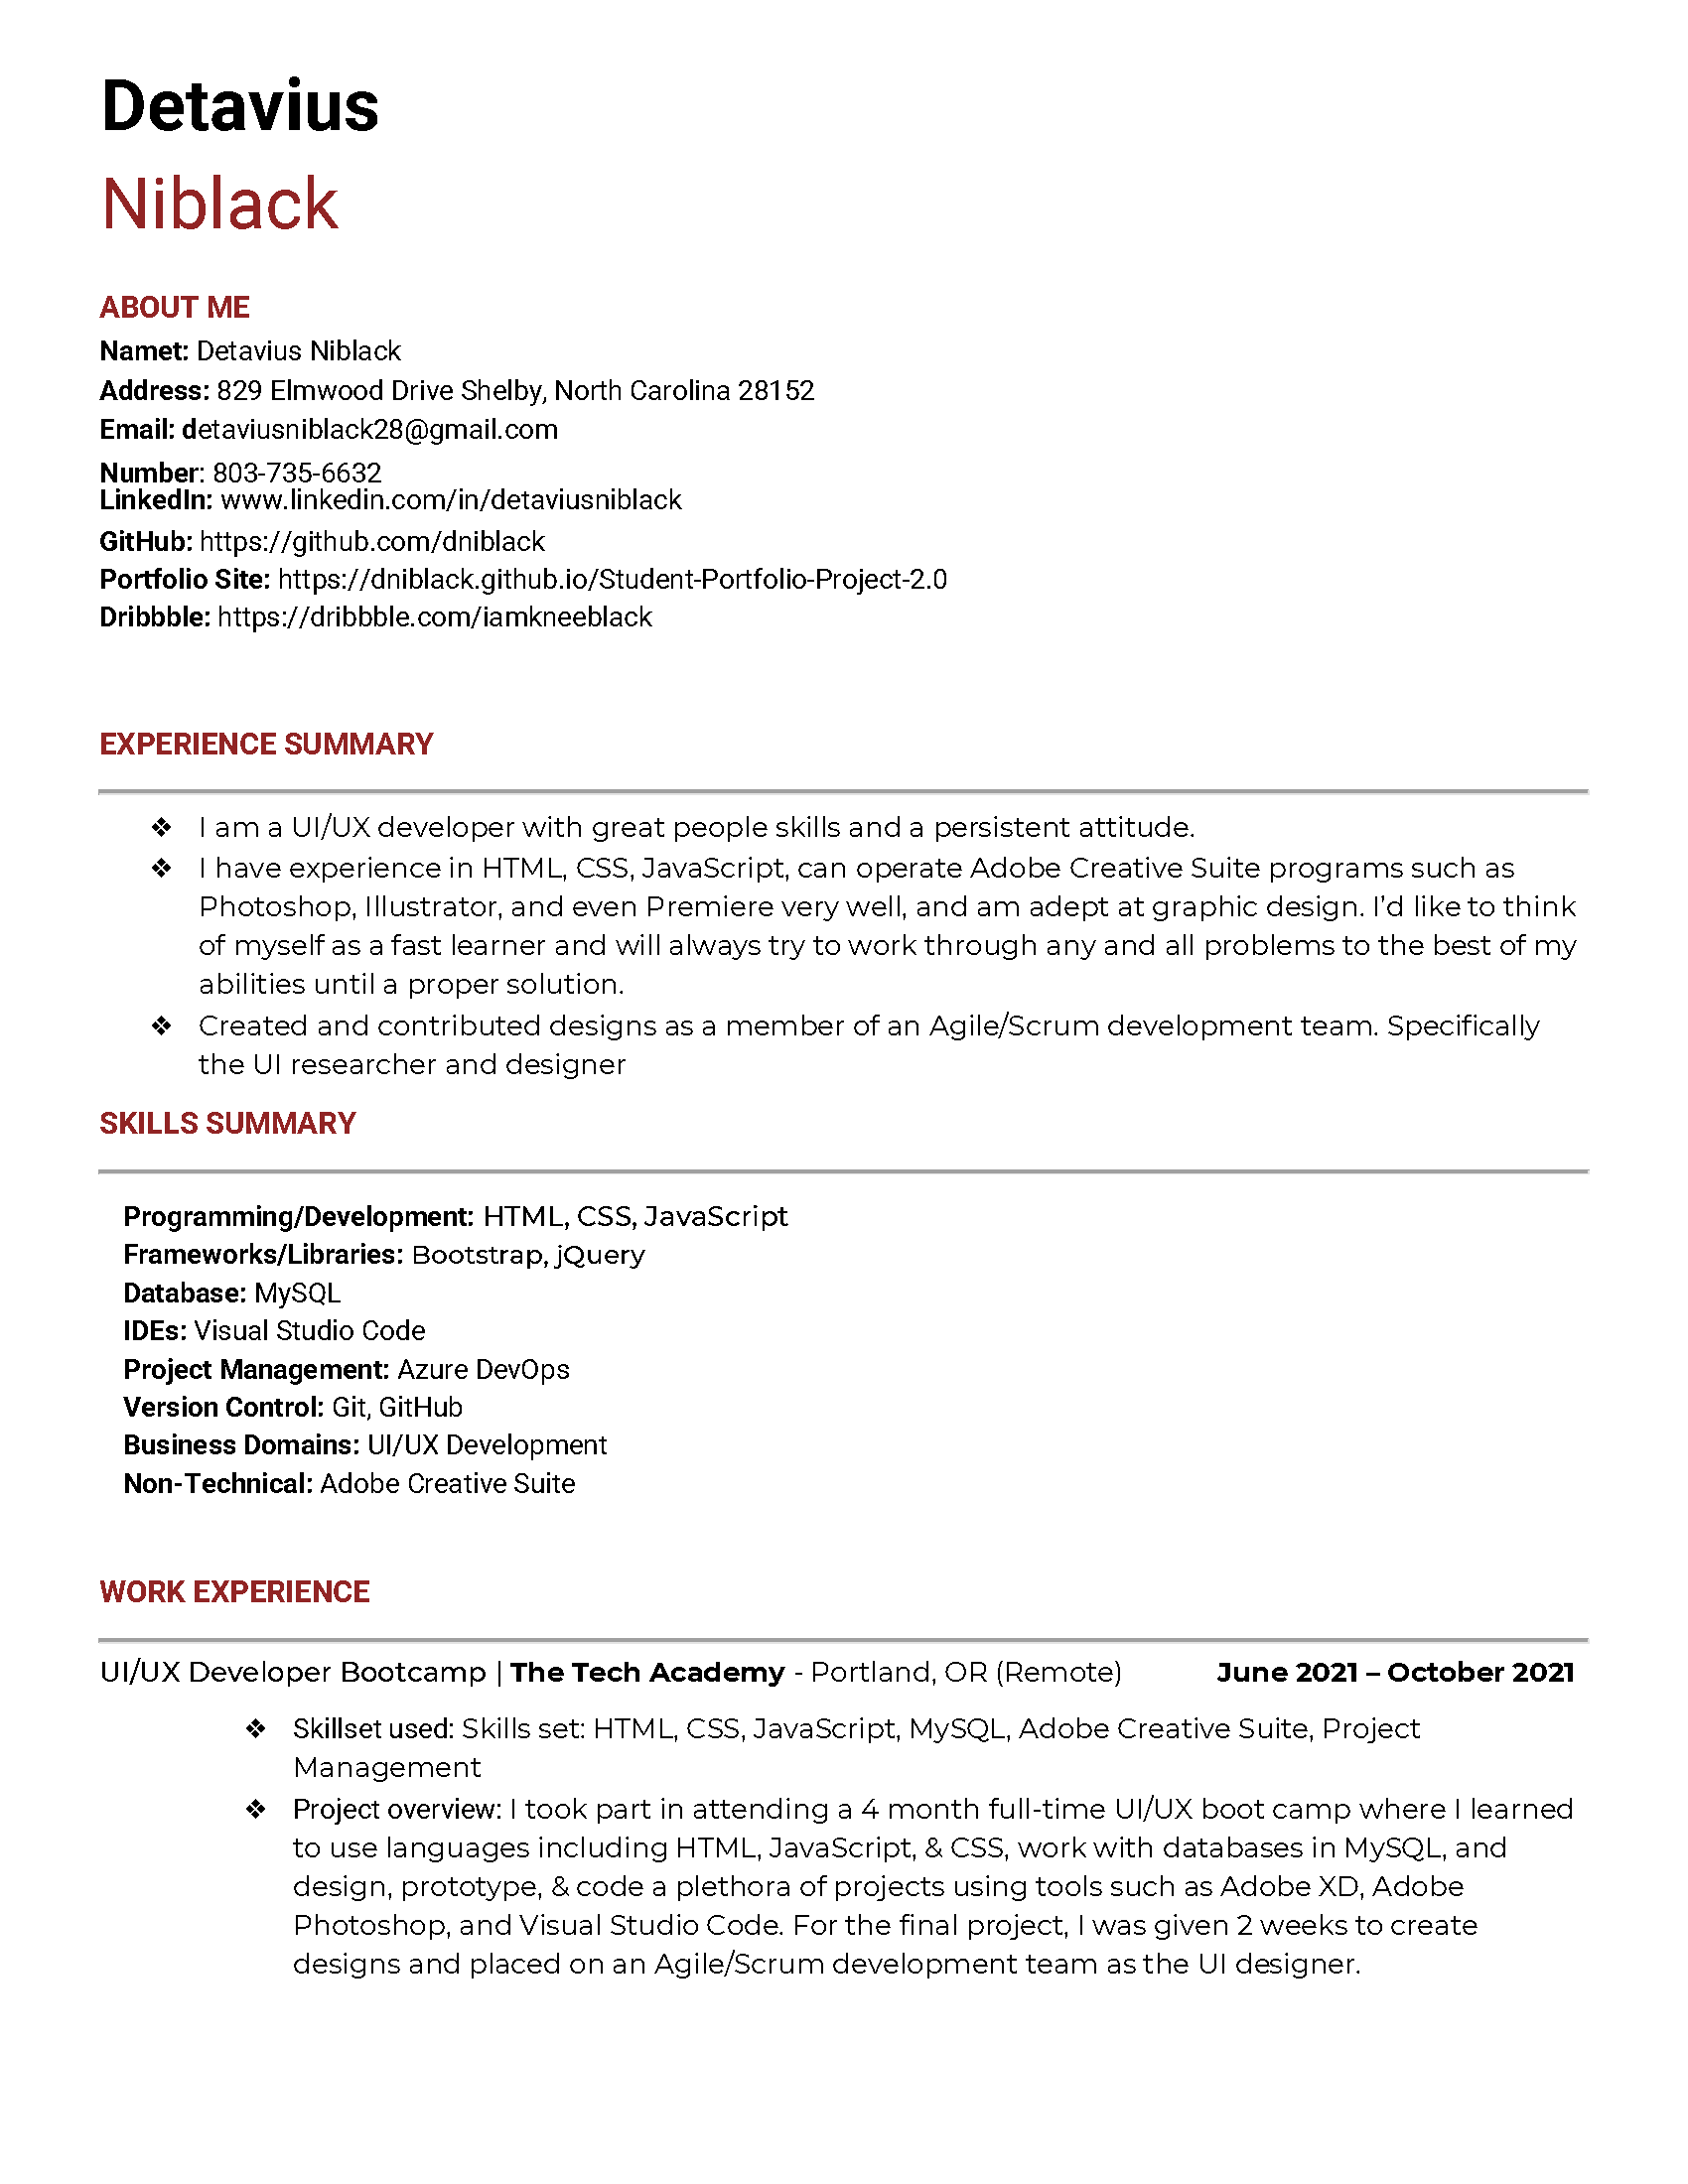 Detavius
Niblack
ABOUT ME
Namet: Detavius Niblack
Address: 829 Elmwood Drive Shelby, North Carolina 28152
Email: detaviusniblack28@gmail.com
Number: 803-735-6632
LinkedIn: www.linkedin.com/in/detaviusniblack
GitHub: https://github.com/dniblack
Portfolio Site: https://dniblack.github.io/Student-Portfolio-Project-2.0
Dribbble: https://dribbble.com/iamkneeblack
EXPERIENCE SUMMARY
❖ I am a UI/UX developer with great people skills and a persistent attitude.
❖ I have experience in HTML, CSS, JavaScript, can operate Adobe Creative Suite programs such as
Photoshop, Illustrator, and even Premiere very well, and am adept at graphic design. I’d like to think
of myself as a fast learner and will always try to work through any and all problems to the best of my
abilities until a proper solution.
❖ Created and contributed designs as a member of an Agile/Scrum development team. Specifically
the UI researcher and designer
SKILLS SUMMARY
Programming/Development: HTML, CSS, JavaScript
Frameworks/Libraries: Bootstrap, jQuery
Database: MySQL
IDEs: Visual Studio Code
Project Management: Azure DevOps
Version Control: Git, GitHub
Business Domains: UI/UX Development
Non-Technical: Adobe Creative Suite
WORK EXPERIENCE
UI/UX Developer Bootcamp | The Tech Academy - Portland, OR (Remote) June 2021 – October 2021
❖ Skillset used: Skills set: HTML, CSS, JavaScript, MySQL, Adobe Creative Suite, Project
Management
❖ Project overview: I took part in attending a 4 month full-time UI/UX boot camp where I learned
to use languages including HTML, JavaScript, & CSS, work with databases in MySQL, and
design, prototype, & code a plethora of projects using tools such as Adobe XD, Adobe
Photoshop, and Visual Studio Code. For the final project, I was given 2 weeks to create
designs and placed on an Agile/Scrum development team as the UI designer.